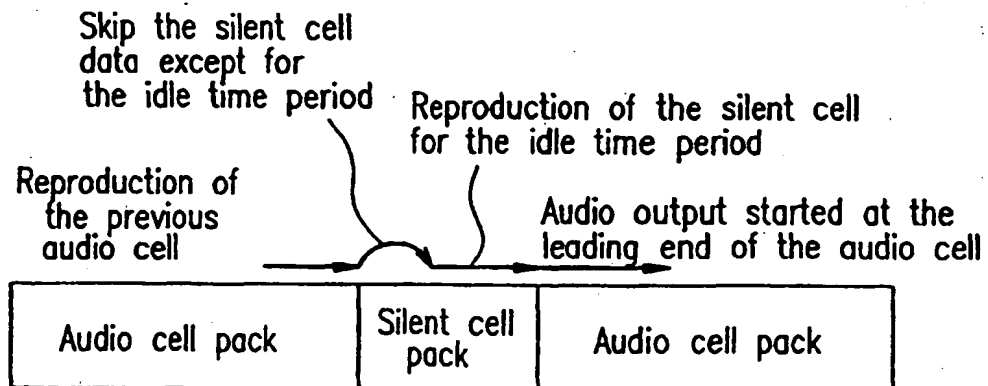 Skip the silent cell
data except for
the idle time period
Reproduction of the silent cell
for the idle time period
Reproduction of
the previous
audio cell
Audio output started at the
leading end of the audio cell
Audio cell pack
Silent cell
pack
Audio cell pack